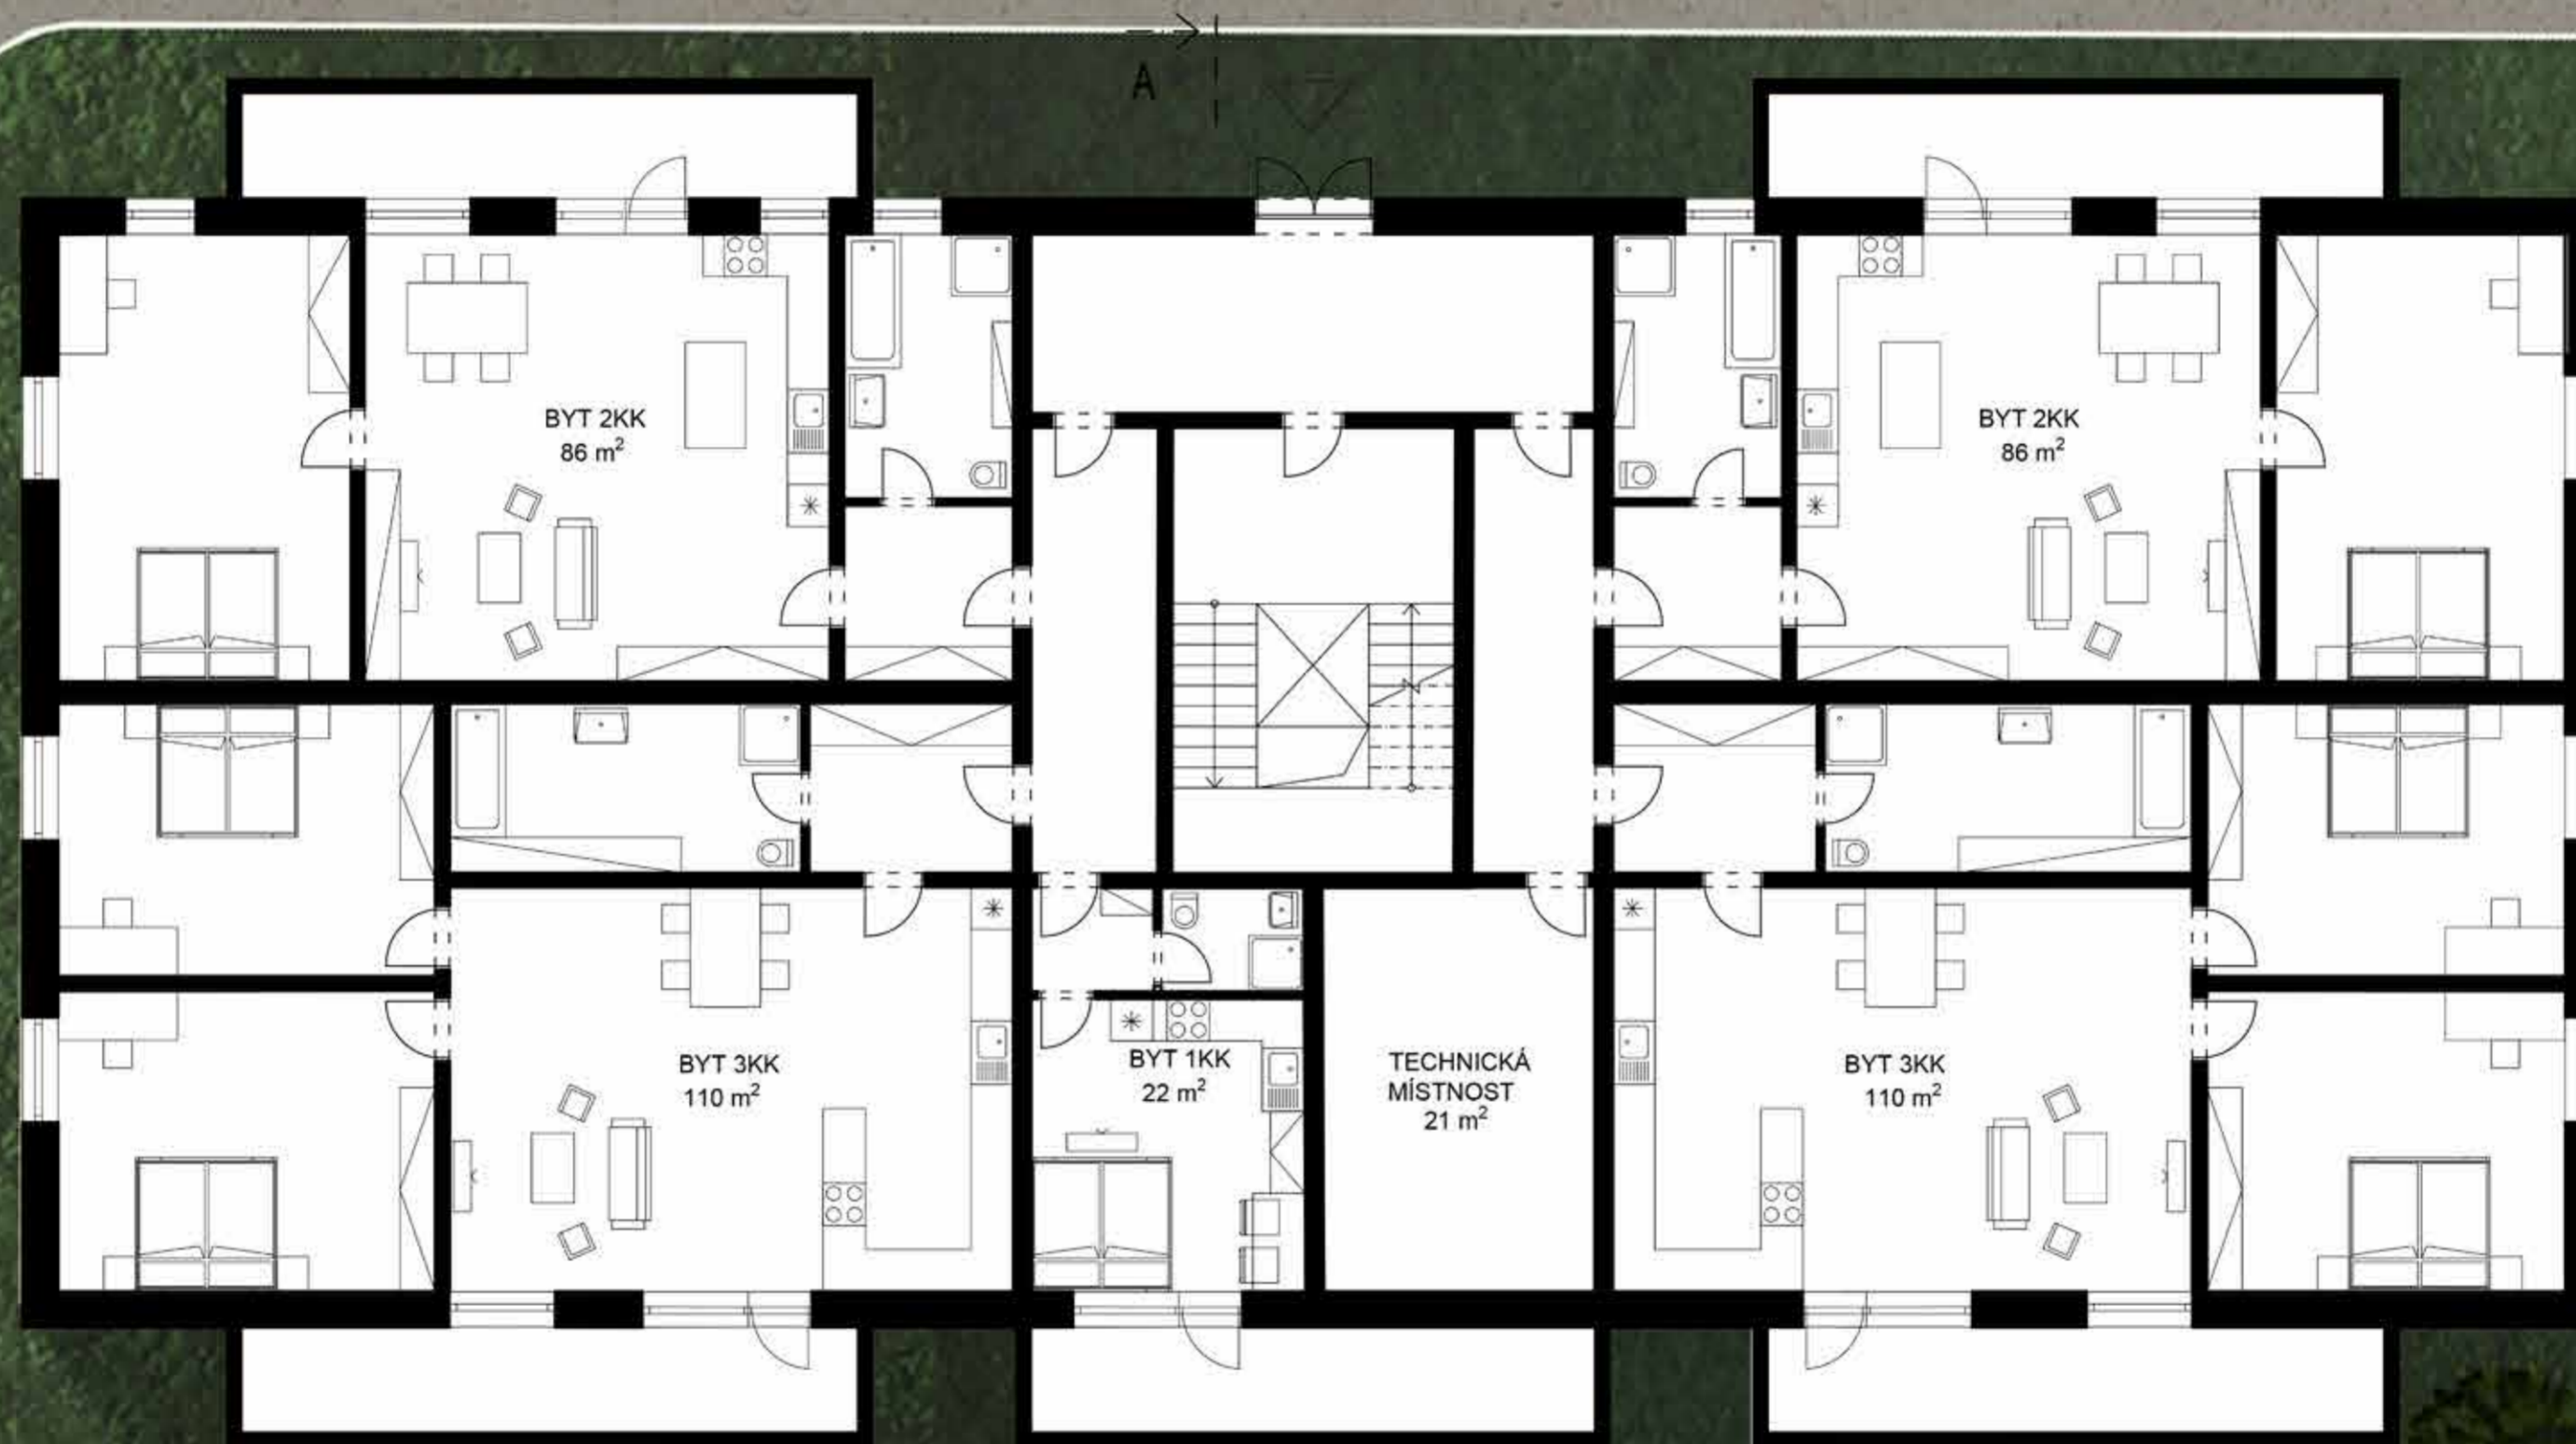 A
BYT 2KK
86 m²
BYT 2KK
86 m²
BYT 3KK
110 m²
BYT 1KK
22 m²
TECHNICKÁ
MÍSTNOST
21 m²
BYT 3KK
110 m²